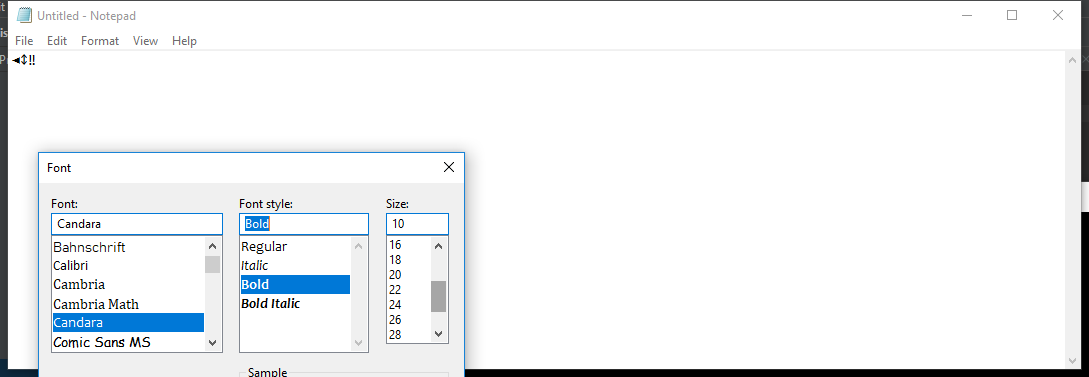 Untitled - Notepad
File Edit Format View Help
◄↕‼
Font
Font: Font style: Size:
Candara Bold 10
Bahnschrift Regular 16
Calibri Italic 18
Cambria Bold 20
Cambria Math Bold Italic 22
Candara 24
Comic Sans MS 26
28
Sample